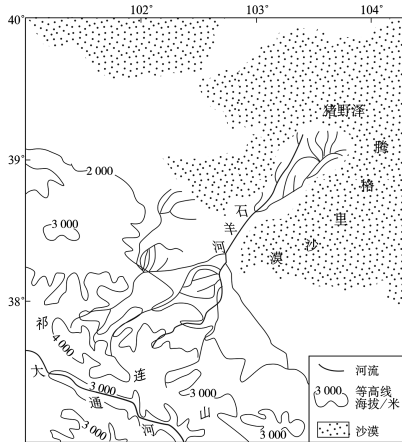 102°
103°
104°
40°
猪野泽
腾格里沙漠
39°
2 000
石羊河
3 000
38°
祁连山
4 000
大通河
3 000
3 000
3 000
3 000
河流
3 000 等高线
海拔/米
沙漠